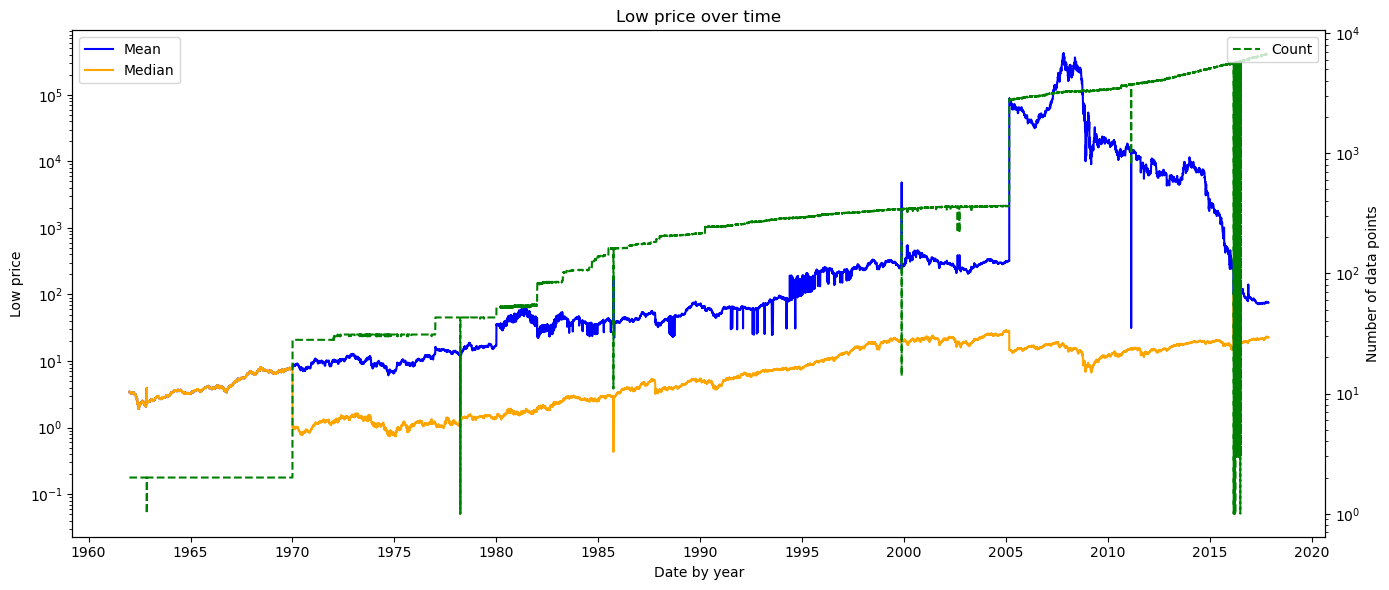 Low price over time
Mean
Median
Count
Low price
10^5
10^4
10^3
10^2
10^1
10^0
10^−1
Number of data points
10^4
10^3
10^2
10^1
10^0
1960 1965 1970 1975 1980 1985 1990 1995 2000 2005 2010 2015 2020
Date by year